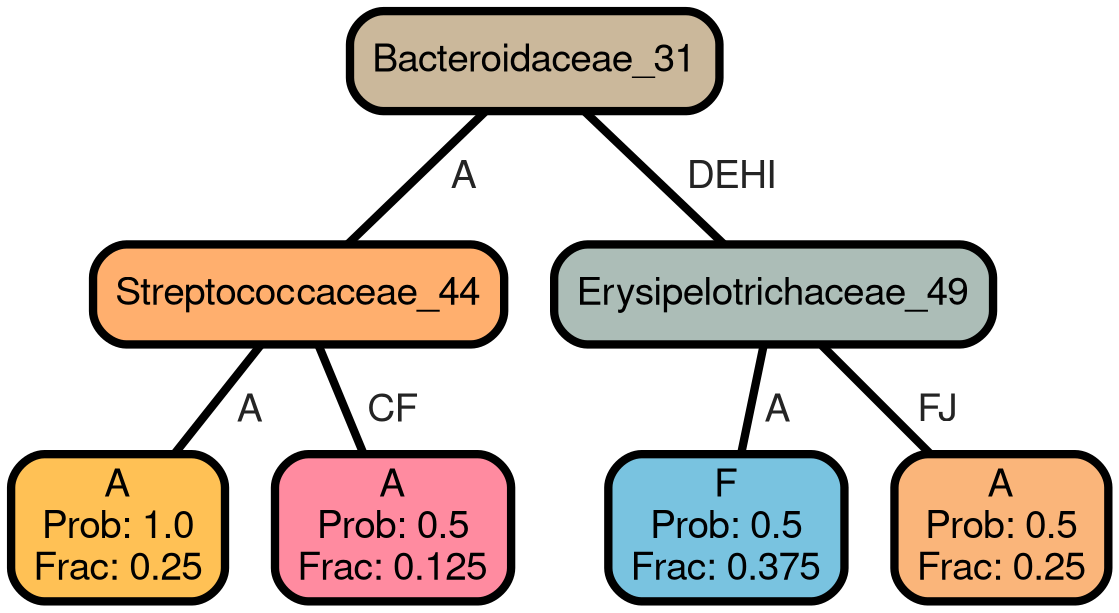 Bacteroidaceae_31
A
DEHI
Streptococcaceae_44
Erysipelotrichaceae_49
A
CF
A
FJ
A
Prob: 1.0
Frac: 0.25
A
Prob: 0.5
Frac: 0.125
F
Prob: 0.5
Frac: 0.375
A
Prob: 0.5
Frac: 0.25